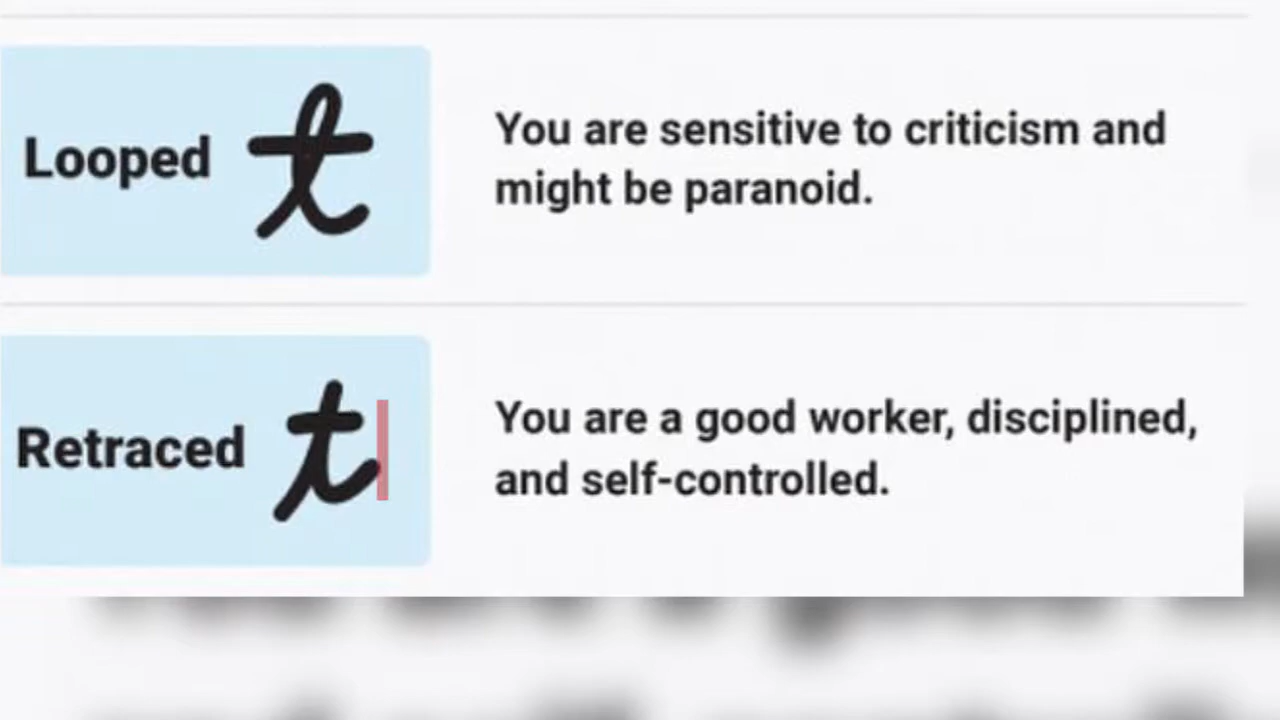 Looped t
You are sensitive to criticism and
might be paranoid.
Retraced t
You are a good worker, disciplined,
and self-controlled.